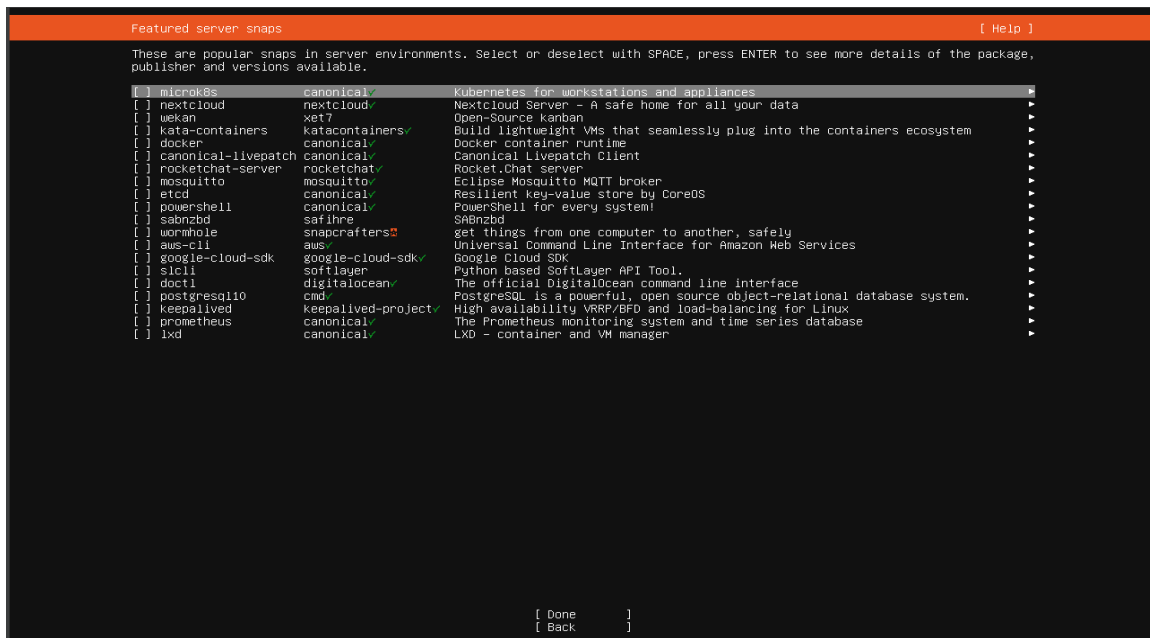 Featured server snaps [ Help ]
These are popular snaps in server environments. Select or deselect with SPACE, press ENTER to see more details of the package,
publisher and versions available.
[ ] microk8s canonical✓ Kubernetes for workstations and appliances ▸
[ ] nextcloud nextcloud✓ Nextcloud Server - A safe home for all your data ▸
[ ] wekan xet7 Open-Source kanban ▸
[ ] kata-containers katacontainers✓ Build lightweight VMs that seamlessly plug into the containers ecosystem ▸
[ ] docker canonical✓ Docker container runtime ▸
[ ] canonical-livepatch canonical✓ Canonical Livepatch Client ▸
[ ] rocketchat-server rocketchat✓ Rocket.Chat server ▸
[ ] mosquitto mosquitto✓ Eclipse Mosquitto MQTT broker ▸
[ ] etcd canonical✓ Resilient key-value store by CoreOS ▸
[ ] powershell canonical✓ PowerShell for every system! ▸
[ ] sabnzbd safihre SABnzbd ▸
[ ] wormhole snapcrafters get things from one computer to another, safely ▸
[ ] aws-cli aws✓ Universal Command Line Interface for Amazon Web Services ▸
[ ] google-cloud-sdk google-cloud-sdk✓ Google Cloud SDK ▸
[ ] slcli softlayer Python based SoftLayer API Tool. ▸
[ ] doctl digitalocean✓ The official DigitalOcean command line interface ▸
[ ] postgresql10 cmd✓ PostgreSQL is a powerful, open source object-relational database system. ▸
[ ] keepalived keepalived-project✓ High availability VRRP/BFD and load-balancing for Linux ▸
[ ] prometheus canonical✓ The Prometheus monitoring system and time series database ▸
[ ] lxd canonical✓ LXD - container and VM manager ▸
[ Done ]
[ Back ]